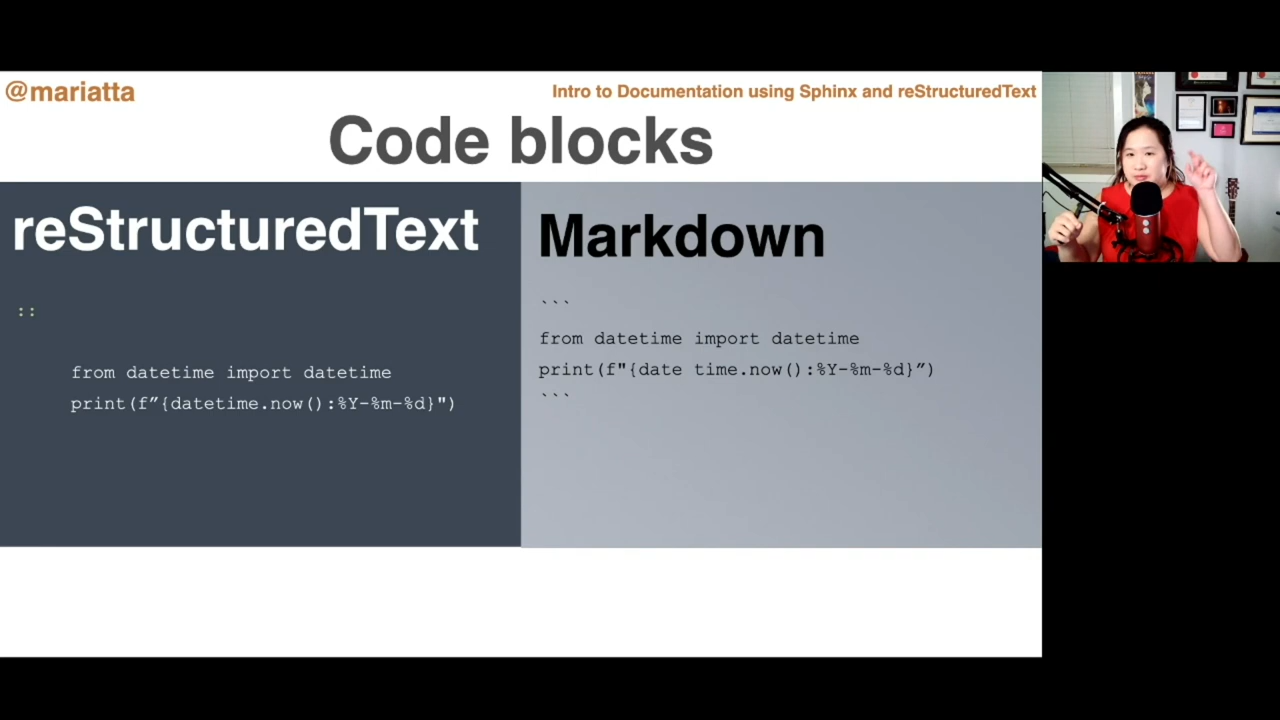 @mariatta
Intro to Documentation using Sphinx and reStructuredText
Code blocks
reStructuredText
::
from datetime import datetime
print(f”{datetime.now():%Y-%m-%d}")
Markdown
```
from datetime import datetime
print(f"{date time.now():%Y-%m-%d}”)
```